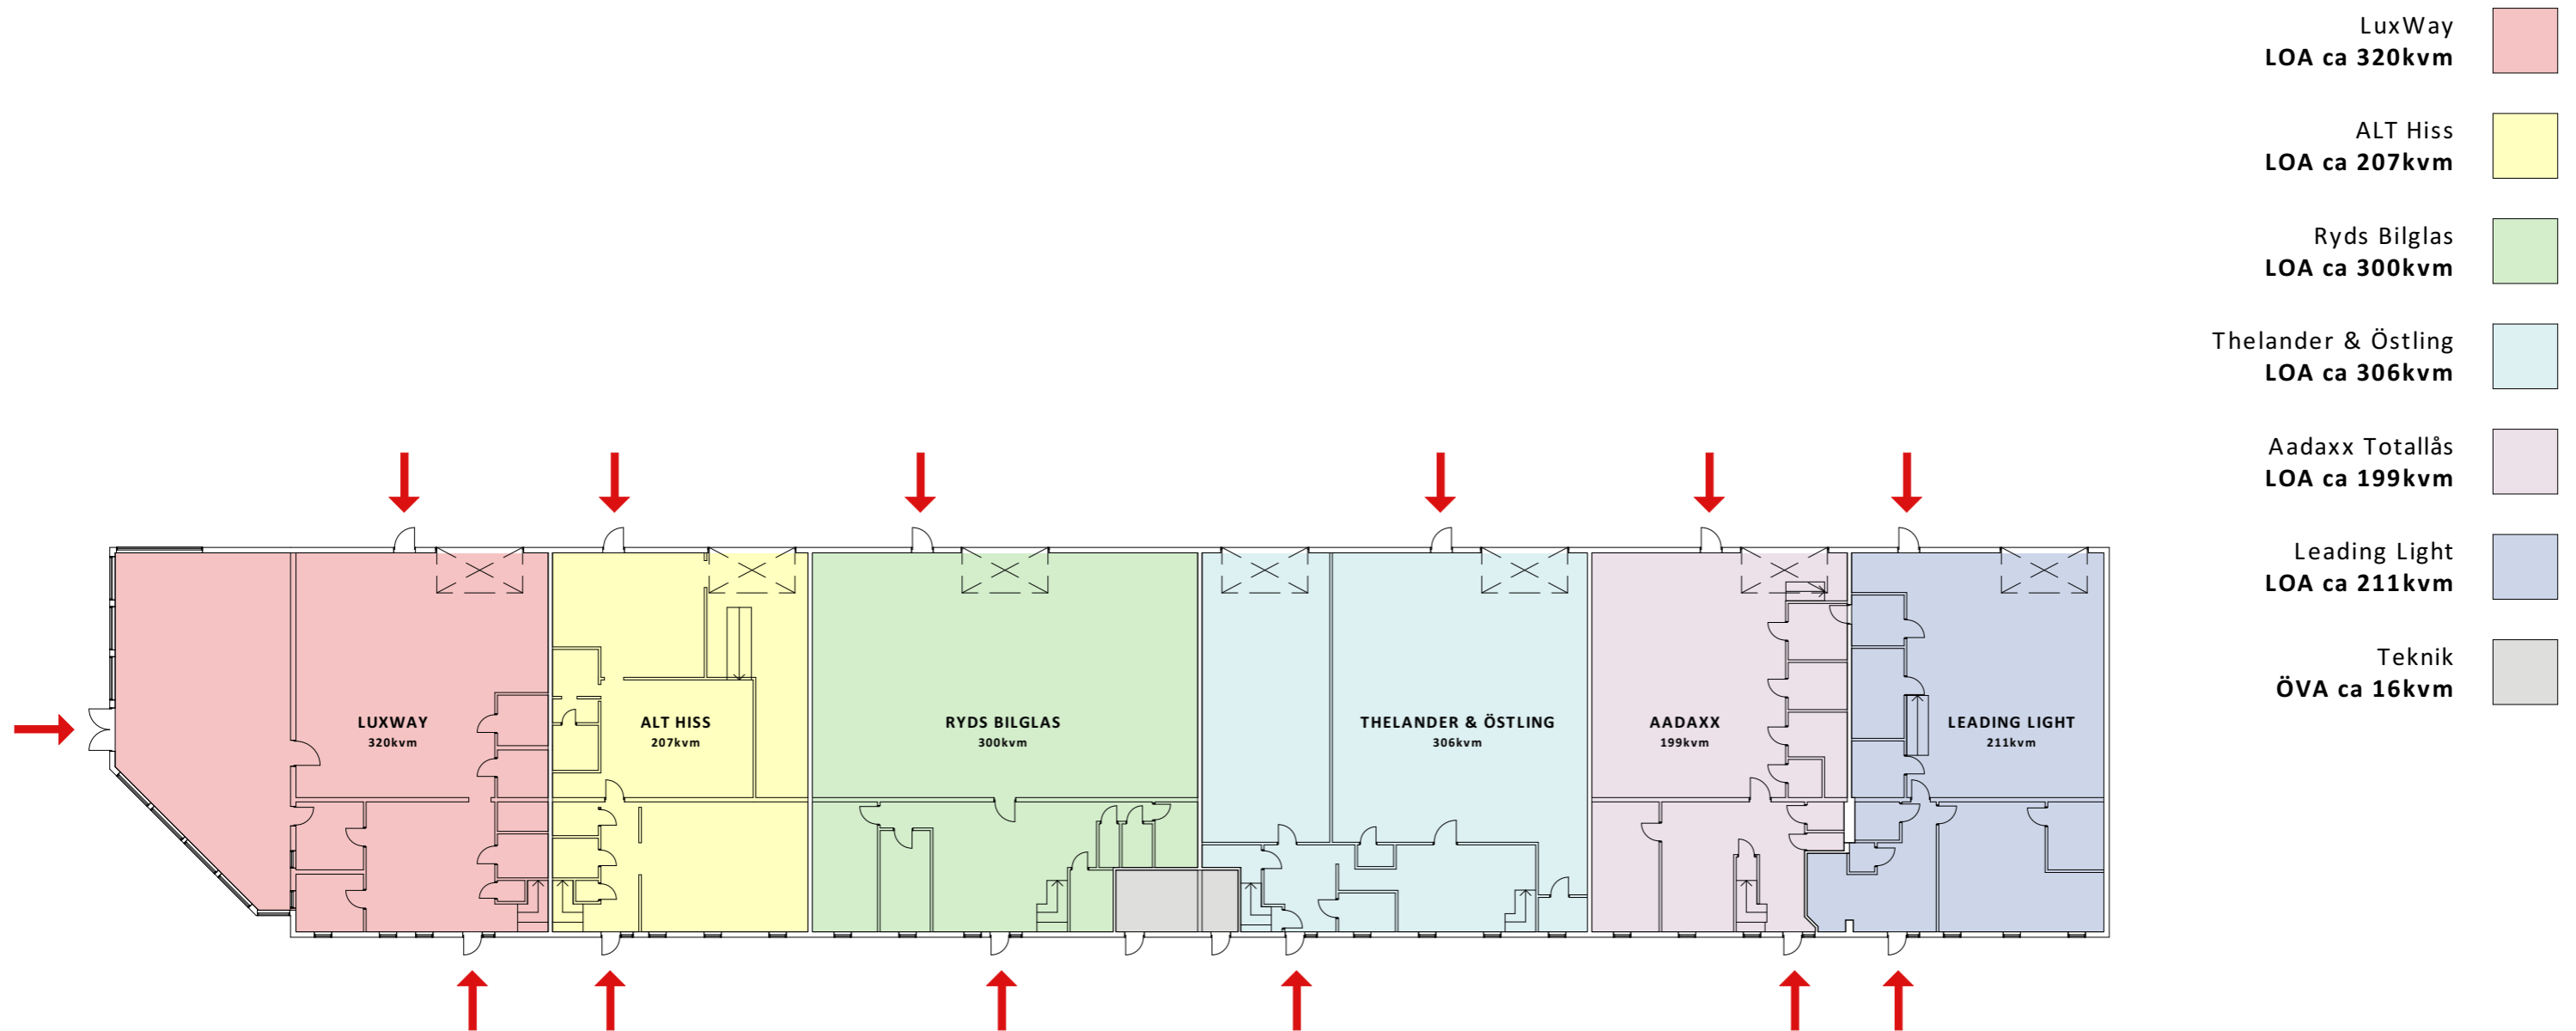 LuxWay
LOA ca 320kvm
ALT Hiss
LOA ca 207kvm
Ryds Bilglas
LOA ca 300kvm
Thelander & Östling
LOA ca 306kvm
Aadaxx Totallås
LOA ca 199kvm
Leading Light
LOA ca 211kvm
Teknik
ÖVA ca 16kvm
LUXWAY
320kvm
ALT HISS
207kvm
RYDS BILGLAS
300kvm
THELANDER & ÖSTLING
306kvm
AADAXX
199kvm
LEADING LIGHT
211kvm